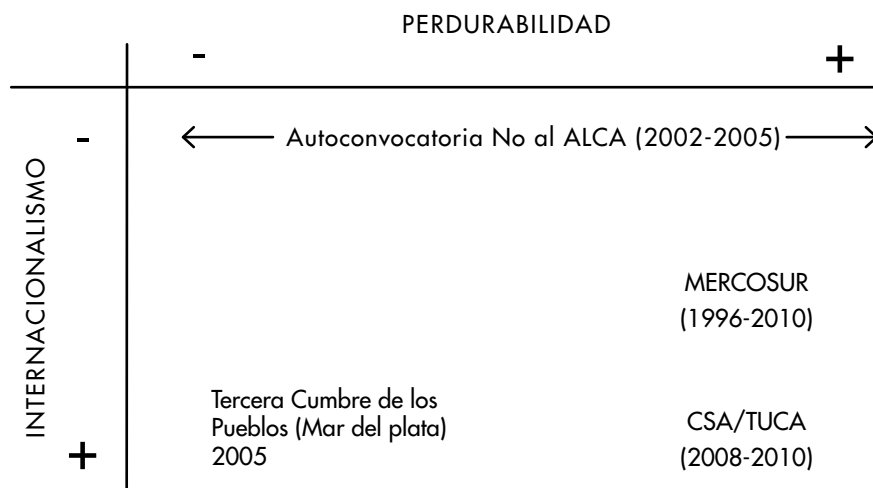 PERDURABILIDAD
- +
- Autoconvocatoria No al ALCA (2002-2005)
INTERNACIONALISMO
MERCOSUR
(1996-2010)
Tercera Cumbre de los
Pueblos (Mar del plata)
2005
CSA/TUCA
(2008-2010)
+